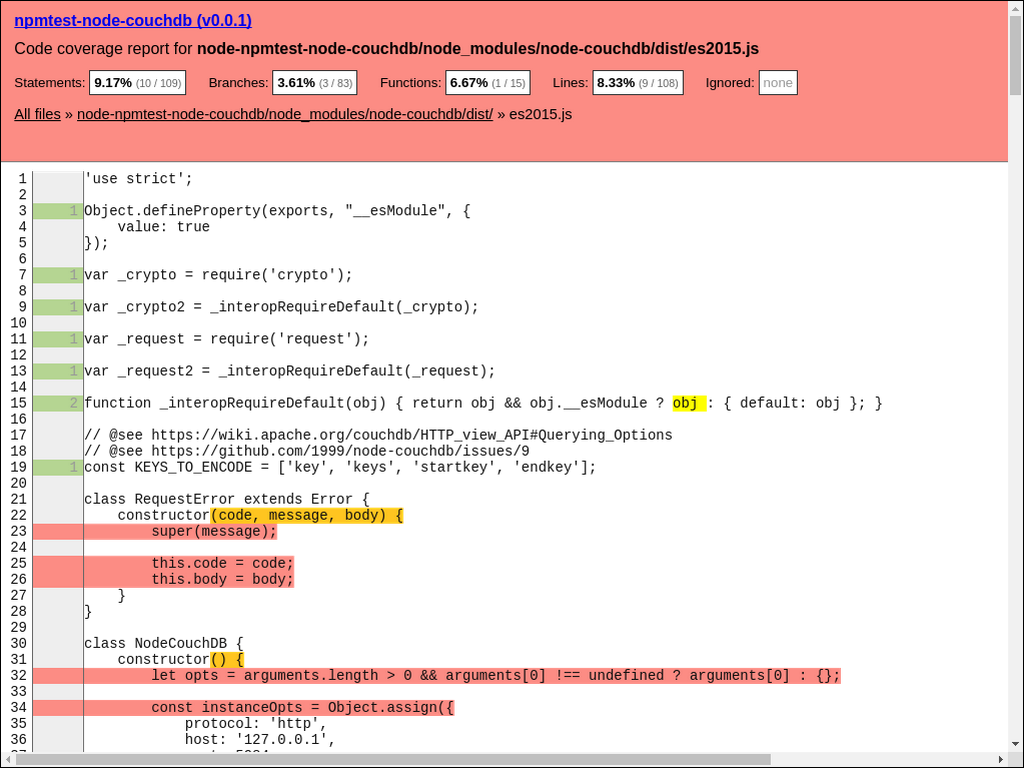 npmtest-node-couchdb (v0.0.1)
Code coverage report for node-npmtest-node-couchdb/node_modules/node-couchdb/dist/es2015.js
Statements: 9.17% (10 / 109) Branches: 3.61% (3 / 83) Functions: 6.67% (1 / 15) Lines: 8.33% (9 / 108) Ignored: none
All files » node-npmtest-node-couchdb/node_modules/node-couchdb/dist/ » es2015.js
1 'use strict';
2
3 1 Object.defineProperty(exports, "__esModule", {
4 value: true
5 });
6
7 1 var _crypto = require('crypto');
8
9 1 var _crypto2 = _interopRequireDefault(_crypto);
10
11 1 var _request = require('request');
12
13 1 var _request2 = _interopRequireDefault(_request);
14
15 2 function _interopRequireDefault(obj) { return obj && obj.__esModule ? obj : { default: obj }; }
16
17 // @see https://wiki.apache.org/couchdb/HTTP_view_API#Querying_Options
18 // @see https://github.com/1999/node-couchdb/issues/9
19 1 const KEYS_TO_ENCODE = ['key', 'keys', 'startkey', 'endkey'];
20
21 class RequestError extends Error {
22 constructor(code, message, body) {
23 super(message);
24
25 this.code = code;
26 this.body = body;
27 }
28 }
29
30 class NodeCouchDB {
31 constructor() {
32 let opts = arguments.length > 0 && arguments[0] !== undefined ? arguments[0] : {};
33
34 const instanceOpts = Object.assign({
35 protocol: 'http',
36 host: '127.0.0.1',